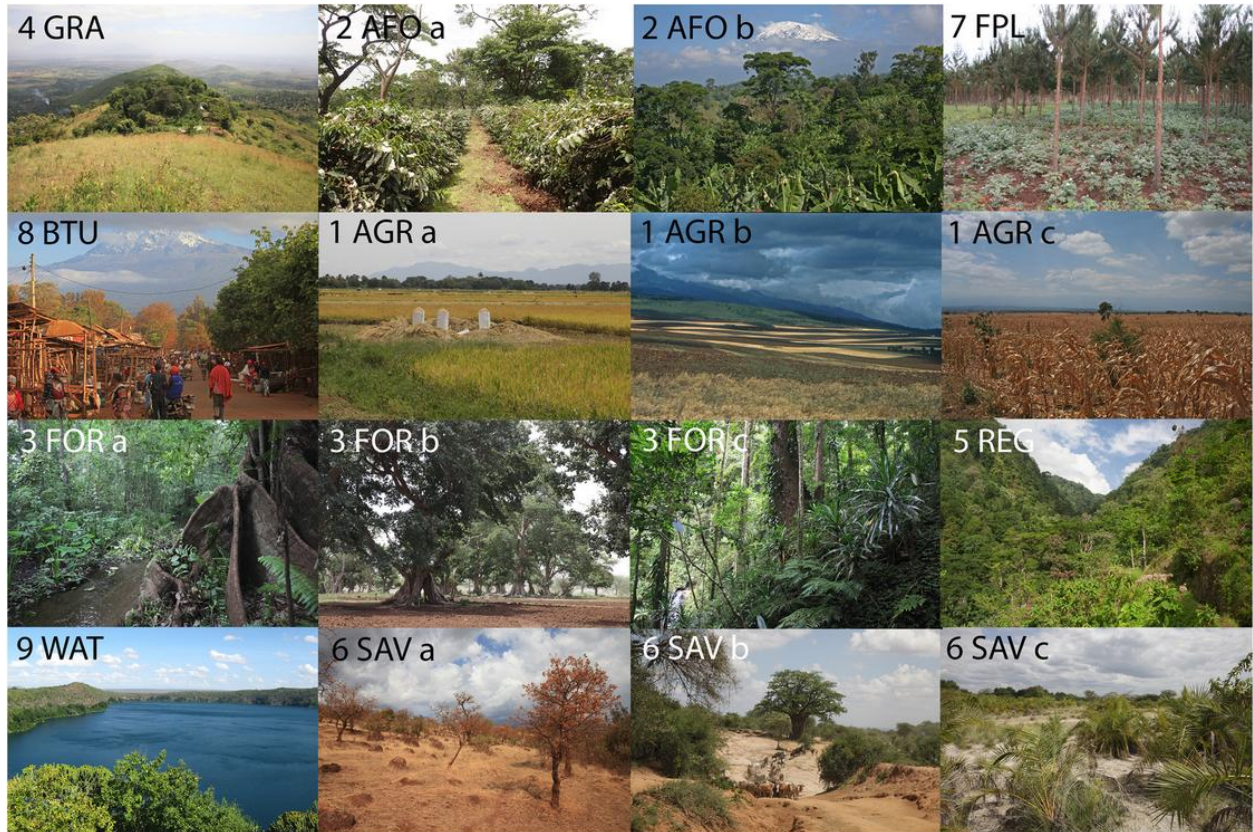 4 GRA
2 AFO a
2 AFO b
7 FPL
8 BTU
1 AGR a
1 AGR b
1 AGR c
3 FOR a
3 FOR b
3 FOR c
5 REG
9 WAT
6 SAV a
6 SAV b
6 SAV c